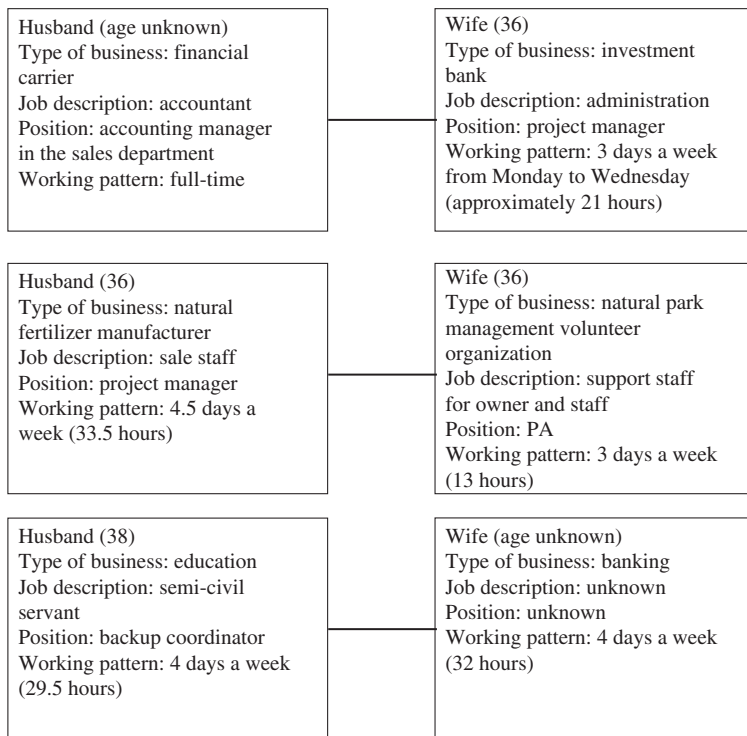 Husband (age unknown)
Type of business: financial
carrier
Job description: accountant
Position: accounting manager
in the sales department
Working pattern: full-time
Wife (36)
Type of business: investment
bank
Job description: administration
Position: project manager
Working pattern: 3 days a week
from Monday to Wednesday
(approximately 21 hours)
Husband (36)
Type of business: natural
fertilizer manufacturer
Job description: sale staff
Position: project manager
Working pattern: 4.5 days a
week (33.5 hours)
Wife (36)
Type of business: natural park
management volunteer
organization
Job description: support staff
for owner and staff
Position: PA
Working pattern: 3 days a week
(13 hours)
Husband (38)
Type of business: education
Job description: semi-civil
servant
Position: backup coordinator
Working pattern: 4 days a week
(29.5 hours)
Wife (age unknown)
Type of business: banking
Job description: unknown
Position: unknown
Working pattern: 4 days a week
(32 hours)